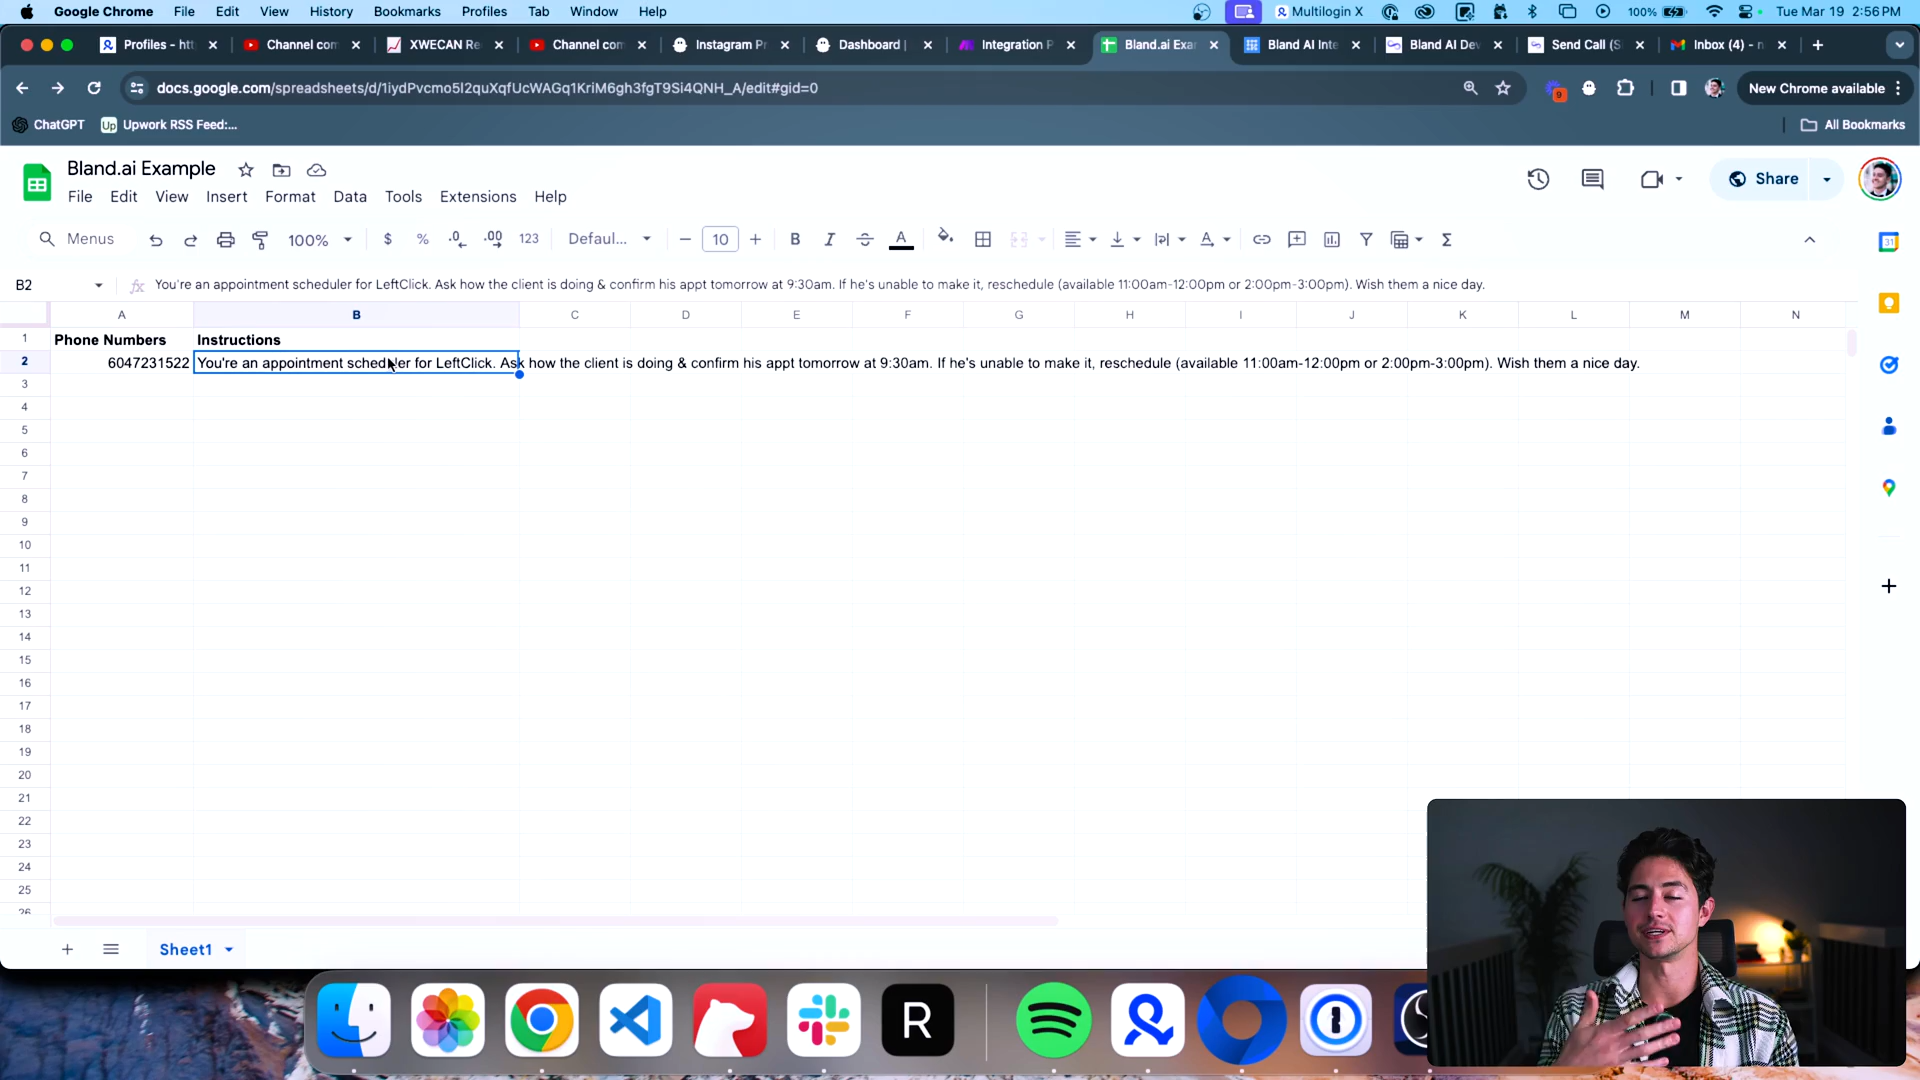 Google Chrome File Edit View History Bookmarks Profiles Tab Window Help Multilogin X 100% Tue Mar 19 2:56 PM
Profiles - htt Channel com XWECAN Re Channel com Instagram Pr Dashboard | Integration P Bland.ai Exar Bland AI Inte Bland AI Dev Send Call (S Inbox (4) - n
docs.google.com/spreadsheets/d/1iydPvcmo5I2quXqfUcWAGq1KriM6gh3fgT9Si4QNH_A/edit#gid=0 9 New Chrome available
ChatGPT Up Upwork RSS Feed:... All Bookmarks
Bland.ai Example
File Edit View Insert Format Data Tools Extensions Help
Share
Menus 100% $ % .0 .00 123 Defaul... 10 B I A Σ 31
B2 fx You're an appointment scheduler for LeftClick. Ask how the client is doing & confirm his appt tomorrow at 9:30am. If he's unable to make it, reschedule (available 11:00am-12:00pm or 2:00pm-3:00pm). Wish them a nice day.
A B C D E F G H I J K L M N
1 Phone Numbers Instructions
2 6047231522 You're an appointment scheduler for LeftClick. Ask how the client is doing & confirm his appt tomorrow at 9:30am. If he's unable to make it, reschedule (available 11:00am-12:00pm or 2:00pm-3:00pm). Wish them a nice day.
3
4
5
6
7
8
9
10
11
12
13
14
15
16
17
18
19
20
21
22
23
24
25
26
Sheet1
R